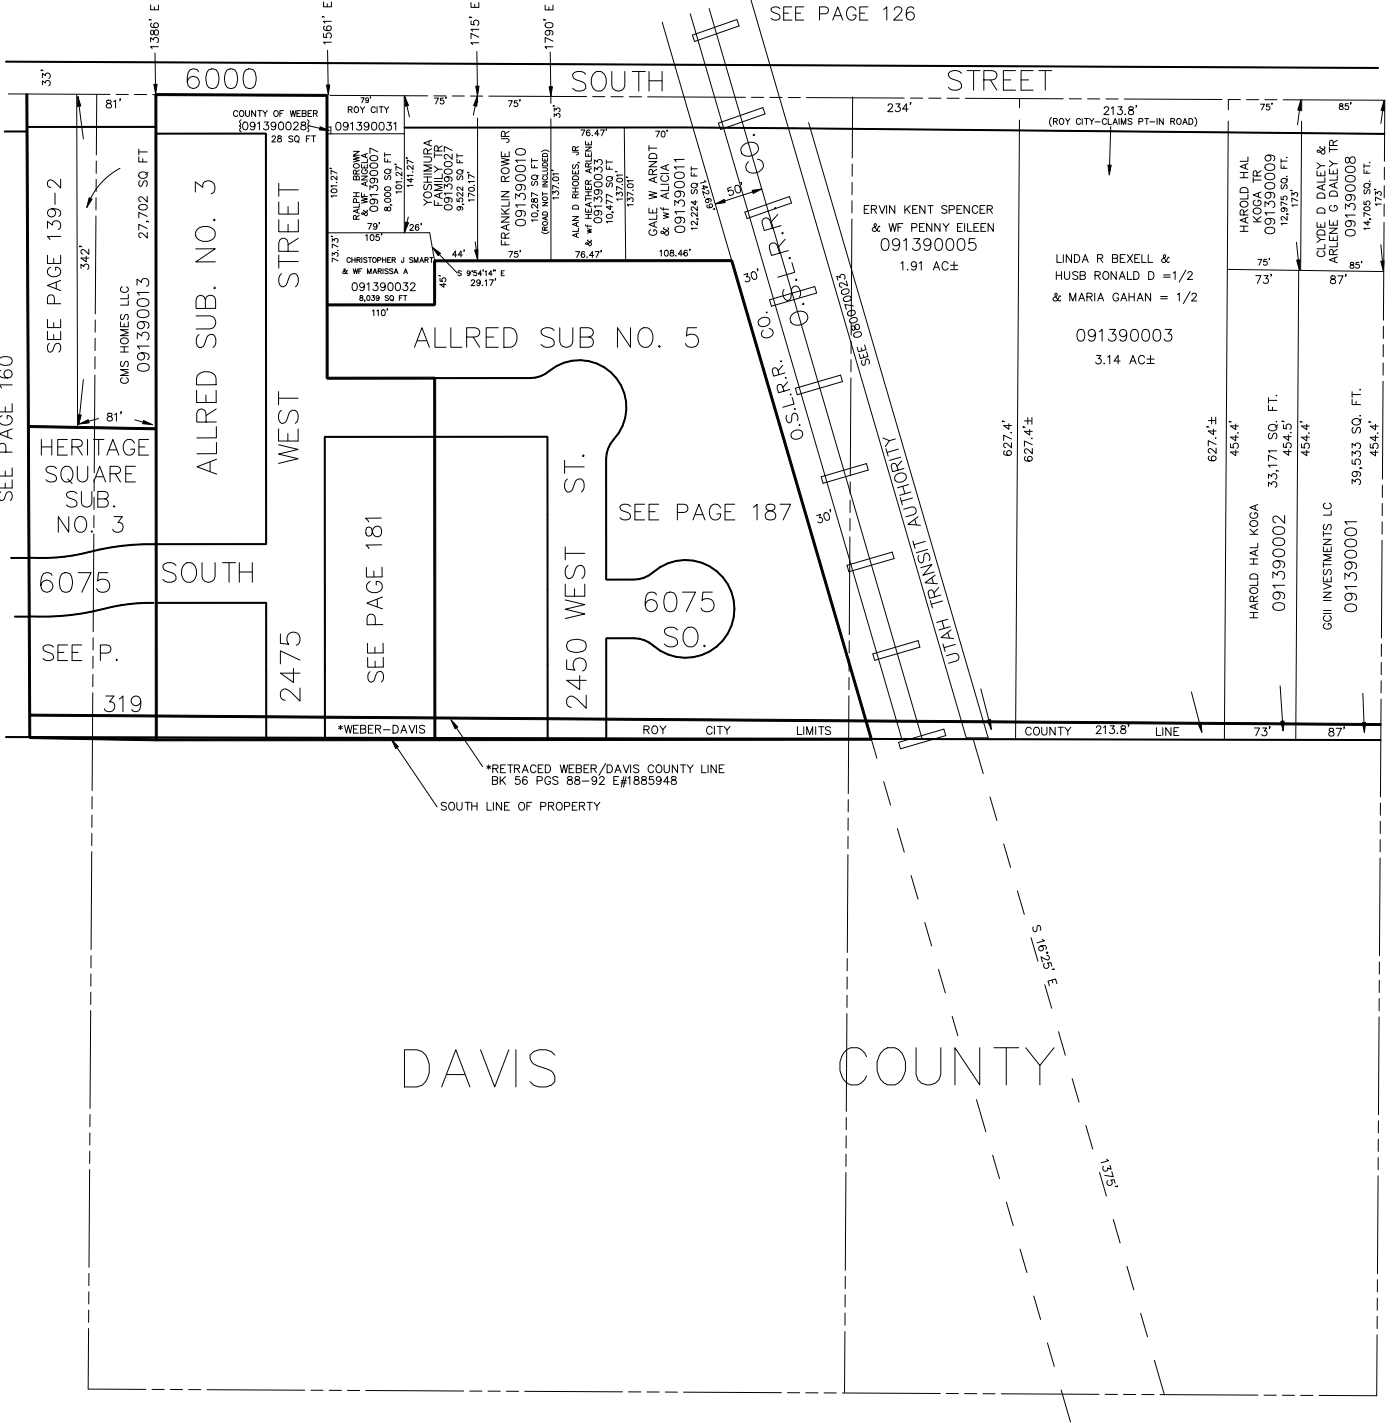 SEE PAGE 126
1386' E
1561' E
1715' E
1790' E
6000 SOUTH STREET
33'
81'
COUNTY OF WEBER
{091390028}
28 SQ FT
79'
ROY CITY
091390031
75'
75'
33'
234'
213.8'
(ROY CITY-CLAIMS PT-IN ROAD)
75'
85'
SEE PAGE 160
SEE PAGE 139-2
342'
CMS HOMES LLC
091390013
27,702 SQ FT
81'
ALLRED SUB. NO. 3
WEST STREET
2475
101.27'
RALPH BROWN
& WF ANGELA
091390007
8,000 SQ FT
101.27'
141.27'
79'
YOSHIMURA
FAMILY TR
091390027
9,522 SQ FT
170.17'
26'
44'
FRANKLIN ROWE JR
091390010
10,287 SQ FT
(ROAD NOT INCLUDED)
137.01'
75'
76.47'
ALAN D RHODES, JR
& wf HEATHER ARLENE
091390033
10,477 SQ FT
137.01'
137.01'
76.47'
70'
GALE W ARNDT
& wf ALICIA
091390011
12,224 SQ FT
142.69'
108.46'
105'
73.73'
CHRISTOPHER J SMART
& WF MARISSA A
091390032
8,039 SQ FT
110'
45'
S 9°54'14" E
29.17'
50'
30'
30'
O.S.L.R.R. CO.
O.S.L.R.R. CO.
SEE 080070023
UTAH TRANSIT AUTHORITY
ERVIN KENT SPENCER
& WF PENNY EILEEN
091390005
1.91 AC±
LINDA R BEXELL &
HUSB RONALD D =1/2
& MARIA GAHAN = 1/2
091390003
3.14 AC±
627.4'
627.4'±
627.4'±
HAROLD HAL
KOGA TR
091390009
12,975 SQ. FT.
173'
75'
73'
CLYDE D DALEY &
ARLENE G DALEY TR
091390008
14,705 SQ. FT.
173'
85'
87'
454.4'
HAROLD HAL KOGA
091390002
33,171 SQ. FT.
454.5'
454.4'
GCII INVESTMENTS LC
091390001
39,533 SQ. FT.
454.4'
ALLRED SUB NO. 5
SEE PAGE 187
SEE PAGE 181
2450 WEST ST.
6075
SO.
HERITAGE
SQUARE
SUB.
NO. 3
6075 SOUTH
SEE P.
319
*WEBER-DAVIS
ROY CITY LIMITS
COUNTY 213.8' LINE
73'
87'
*RETRACED WEBER/DAVIS COUNTY LINE
BK 56 PGS 88-92 E#1885948
SOUTH LINE OF PROPERTY
S 16°25' E
DAVIS COUNTY
1375'